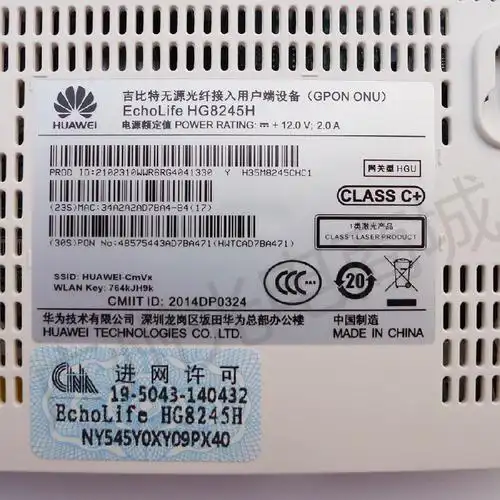 吉比特无源光纤接入用户端设备（GPON ONU）
EchoLife HG8245H
HUAWEI
电源额定值 POWER RATING: ⎓ +12.0V; 2.0 A
PROD ID:2102310WWR8RG4041330 Y H35M8245CHC1
网关型 HGU
CLASS C+
(23S)MAC:34A2A2AD7BA4-B4(17)
1类激光产品
CLASS 1 LASER PRODUCT
(30S)PON No:48575443AD7BA471(HWTCAD7BA471)
SSID: HUAWEI-CmVx
WLAN Key: 764kJH9k
CCC
20
CMIIT ID: 2014DP0324
华为技术有限公司 深圳龙岗区坂田华为总部办公楼
中国制造
HUAWEI TECHNOLOGIES CO.,LTD.
MADE IN CHINA
CNA 进网许可
19-5043-140432
EchoLife HG8245H
NY545Y0XY09PX40